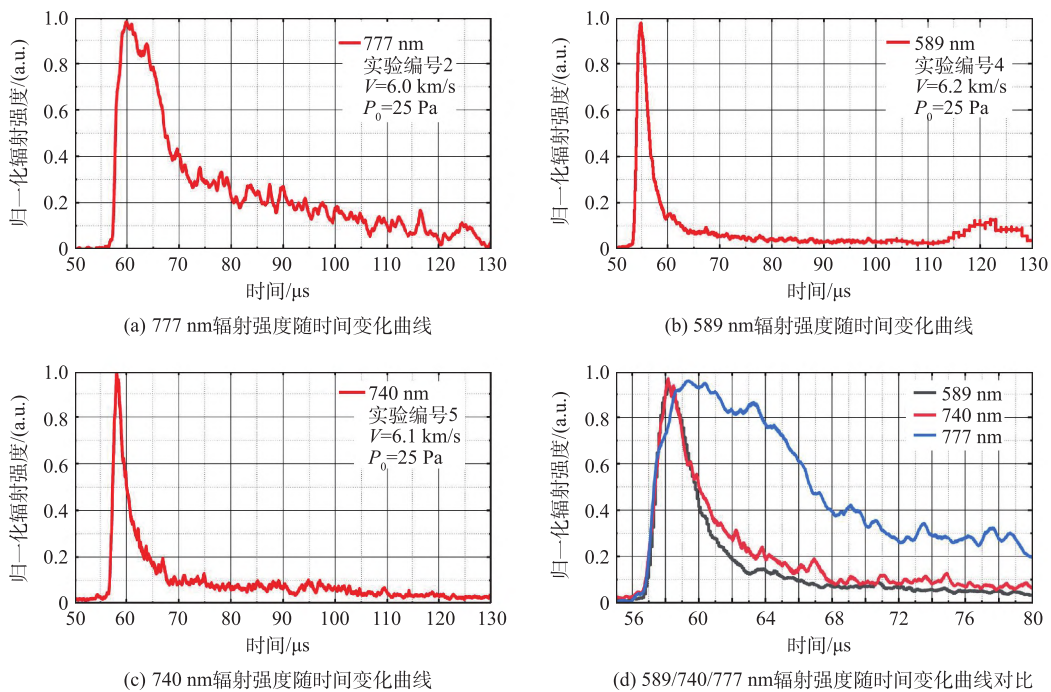 归一化辐射强度/(a.u.)
1.0
0.8
0.6
0.4
0.2
0
777 nm
实验编号2
V=6.0 km/s
P₀=25 Pa
50 60 70 80 90 100 110 120 130
时间/μs
(a) 777 nm辐射强度随时间变化曲线
归一化辐射强度/(a.u.)
1.0
0.8
0.6
0.4
0.2
0
589 nm
实验编号4
V=6.2 km/s
P₀=25 Pa
50 60 70 80 90 100 110 120 130
时间/μs
(b) 589 nm辐射强度随时间变化曲线
归一化辐射强度/(a.u.)
1.0
0.8
0.6
0.4
0.2
0
740 nm
实验编号5
V=6.1 km/s
P₀=25 Pa
50 60 70 80 90 100 110 120 130
时间/μs
(c) 740 nm辐射强度随时间变化曲线
归一化辐射强度/(a.u.)
1.0
0.8
0.6
0.4
0.2
0
589 nm
740 nm
777 nm
56 60 64 68 72 76 80
时间/μs
(d) 589/740/777 nm辐射强度随时间变化曲线对比